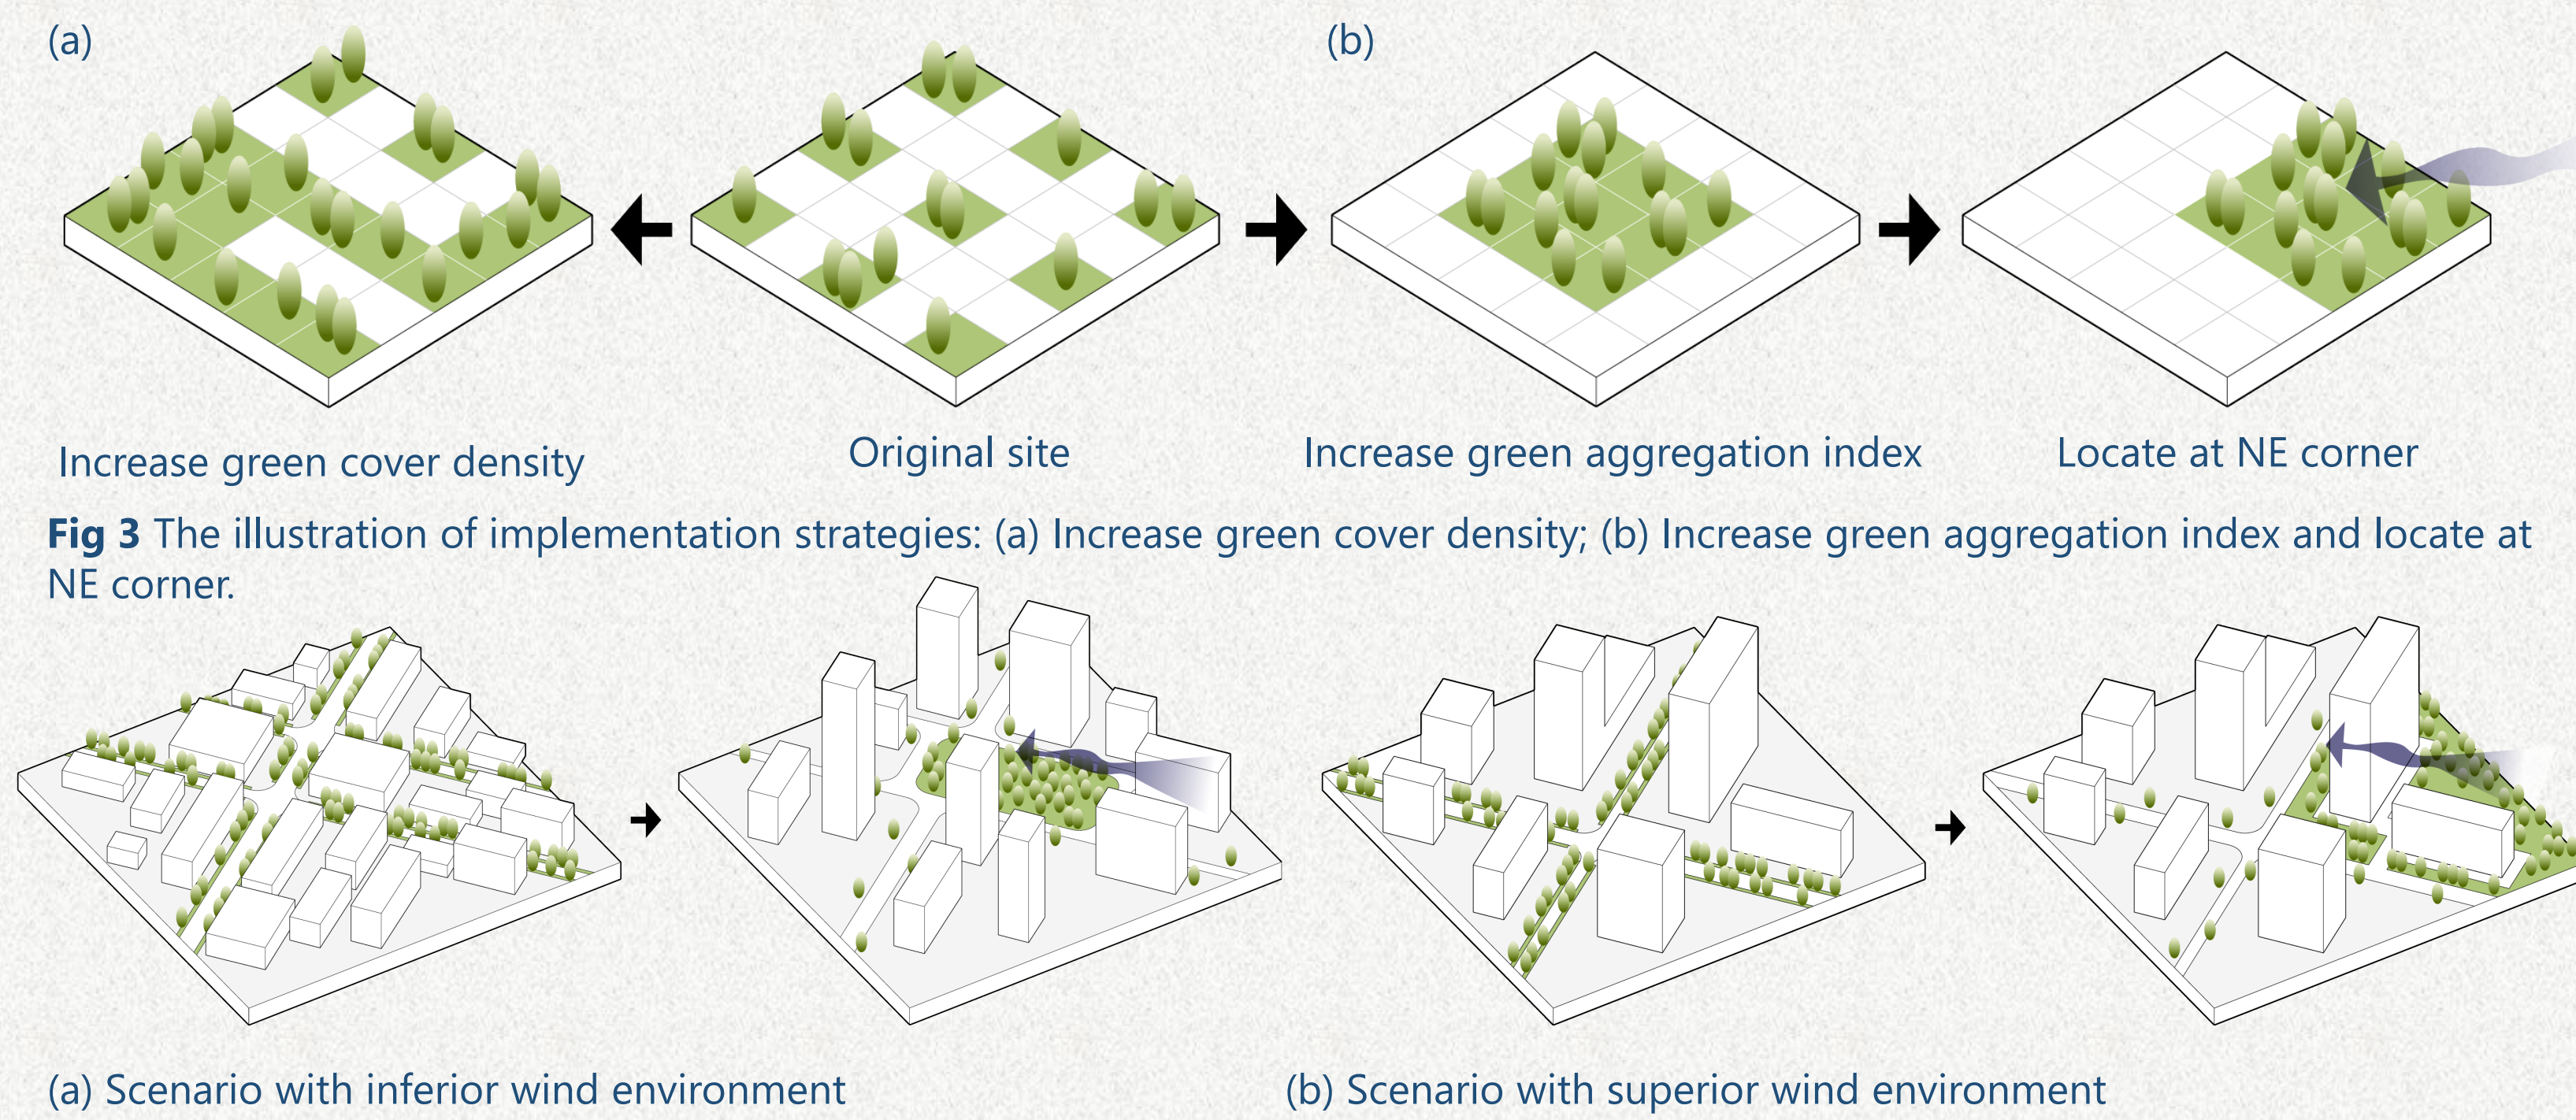 (a)
(b)
Increase green cover density
Original site
Increase green aggregation index
Locate at NE corner
Fig 3 The illustration of implementation strategies: (a) Increase green cover density; (b) Increase green aggregation index and locate at
NE corner.
(a) Scenario with inferior wind environment
(b) Scenario with superior wind environment